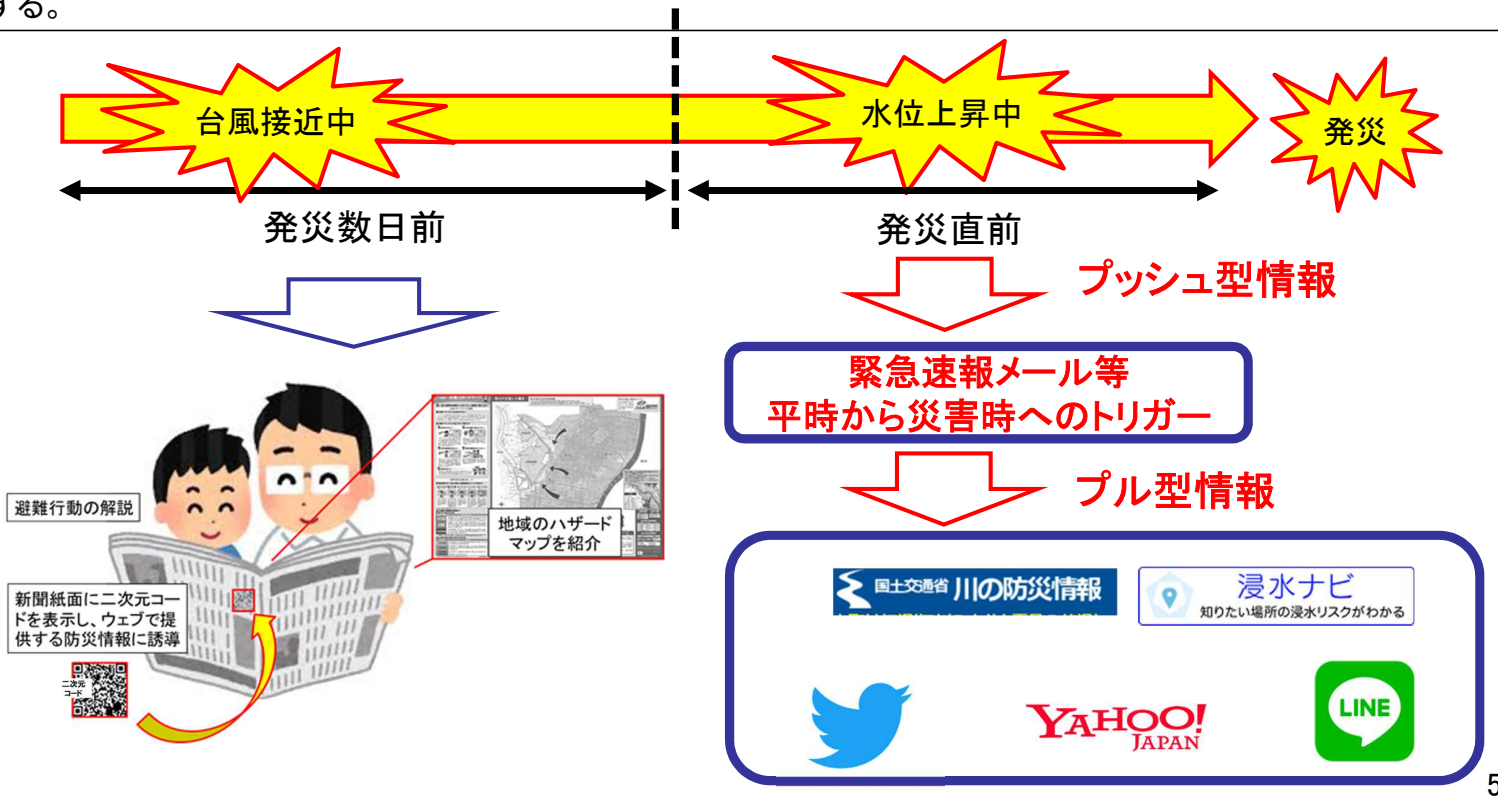 する。
台風接近中
水位上昇中
発災
発災数日前
発災直前
プッシュ型情報
緊急速報メール等
平時から災害時へのトリガー
プル型情報
避難行動の解説
地域のハザード
マップを紹介
新聞紙面に二次元コー
ドを表示し、ウェブで提
供する防災情報に誘導
二次元
コード
国土交通省 川の防災情報
浸水ナビ
知りたい場所の浸水リスクがわかる
YAHOO!
JAPAN
LINE
5